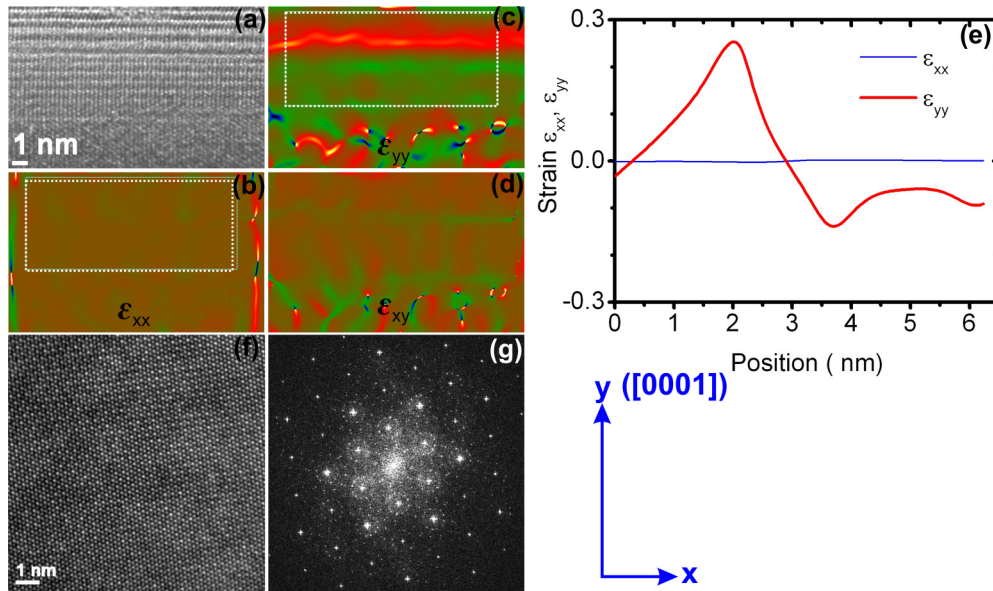 (a)
1 nm
(b)
εxx
(c)
εyy
(d)
εxy
(e)
0.3
0.0
-0.3
Strain εxx, εyy
εxx
εyy
0 1 2 3 4 5 6
Position ( nm)
(f)
1 nm
(g)
y ([0001])
x